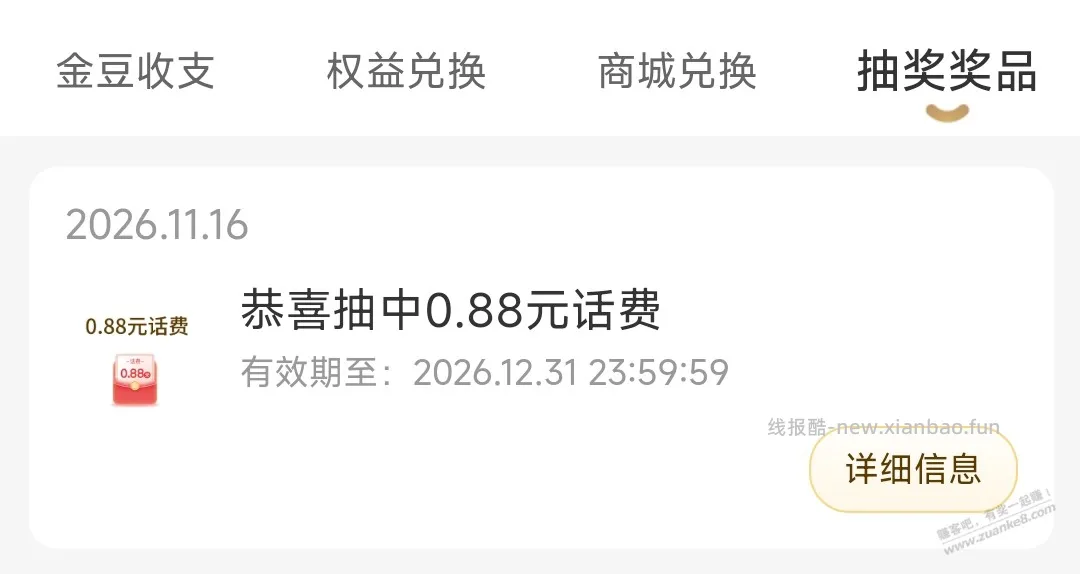 金豆收支 权益兑换 商城兑换 抽奖奖品
2026.11.16
恭喜抽中0.88元话费
0.88元话费
有效期至：2026.12.31 23:59:59
0.88
线报酷-new.xianbao.fun
详细信息
赚客吧，有奖一起赚！
www.zuanke8.com